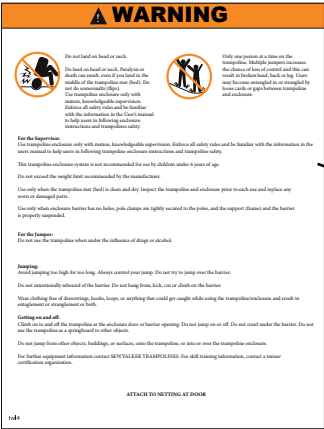 WARNING
Do not land on head or neck.
Do land on head or neck. Paralysis or
death can result, even if you land in the
middle of the trampoline mat (bed). Do
not do somersaults (flips).
Use trampoline enclosure only with
mature, knowledgeable supervision.
Enforce all safety rules and be familiar
with the information in the User's manual
to help users in following enclosure
instructions and trampolines safety.
Only one person at a time on the
trampoline. Multiple jumpers increases
the chance of loss of control and this can
result in broken head, back or leg. Users
may become entangled in or strangled by
loose cards or gaps between trampoline
and enclosure.
For the Supervisor:
Use trampoline enclosure only with mature, knowledgeable supervision. Enforce all safety rules and be familiar with the information in the
users manual to help users in following trampoline enclosure instructions and trampoline safety.
This trampoline enclosure system is not recommended for use by children under 6 years of age.
Do not exceed the weight limit recommended by the manufacturer.
Use only when the trampoline mat (bed) is clean and dry. Inspect the trampoline and enclosure prior to each use and replace any
worn or damaged parts.
Use only when enclosure barrier has no holes, pole clamps are tightly secured to the poles, and the support (frame) and the barrier
is properly suspended.
For the Jumper:
Do not use the trampoline when under the influence of drugs or alcohol.
Jumping:
Avoid jumping too high for too long. Always control your jump. Do not try to jump over the barrier.
Do not intentionally rebound of the barrier. Do not hang from, kick, cut or climb on the barrier.
Wear clothing free of drawstrings, hooks, loops, or anything that could get caught while using the trampoline/enclosure and result in
entaglement or stranglement or both.
Getting on and off:
Climb on to and off the trampoline at the enclosure door or barrier opening. Do not jump on or off. Do not crawl under the barrier. Do not
use the trampoline as a springboard to other objects.
Do not jump from other objects, buildings, or surfaces, onto the trampoline, or into or over the trampoline enclosure.
For further equipment information contact SKWYALKER TRAMPOLINES. For skill training information, contact a trainer
certification organization.
ATTACH TO NETTING AT DOOR